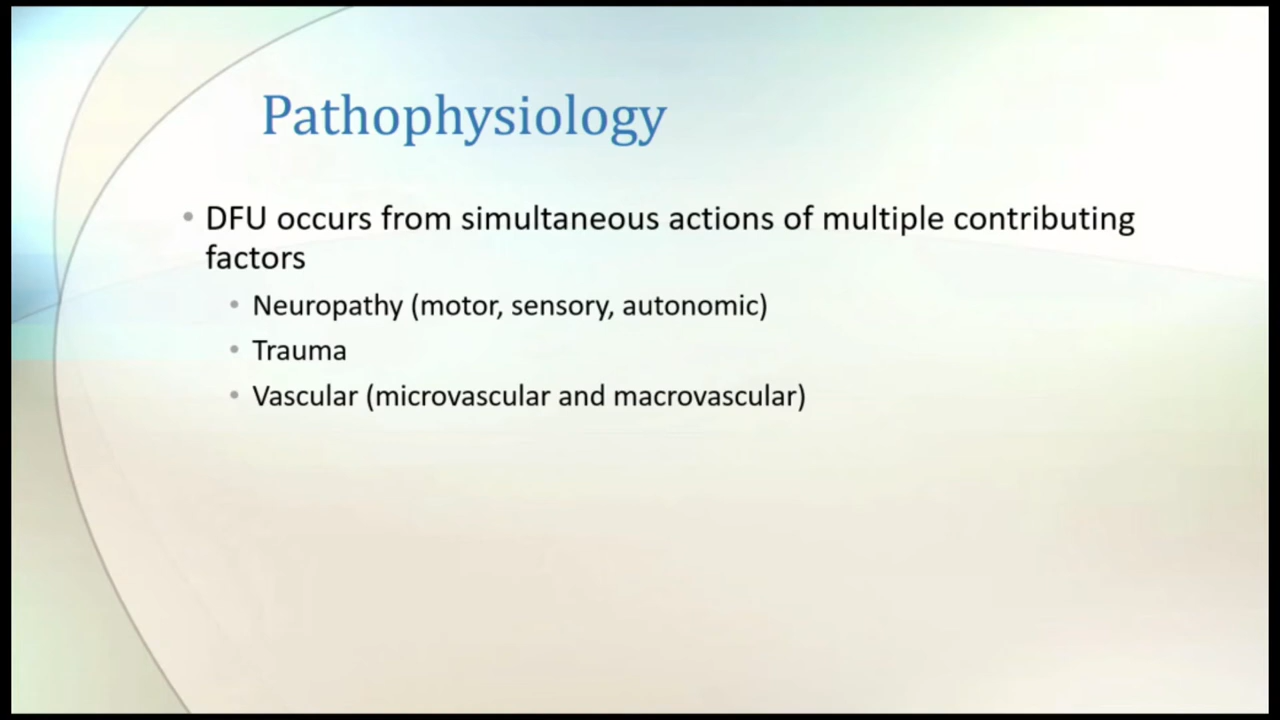 Pathophysiology
• DFU occurs from simultaneous actions of multiple contributing
factors
• Neuropathy (motor, sensory, autonomic)
• Trauma
• Vascular (microvascular and macrovascular)